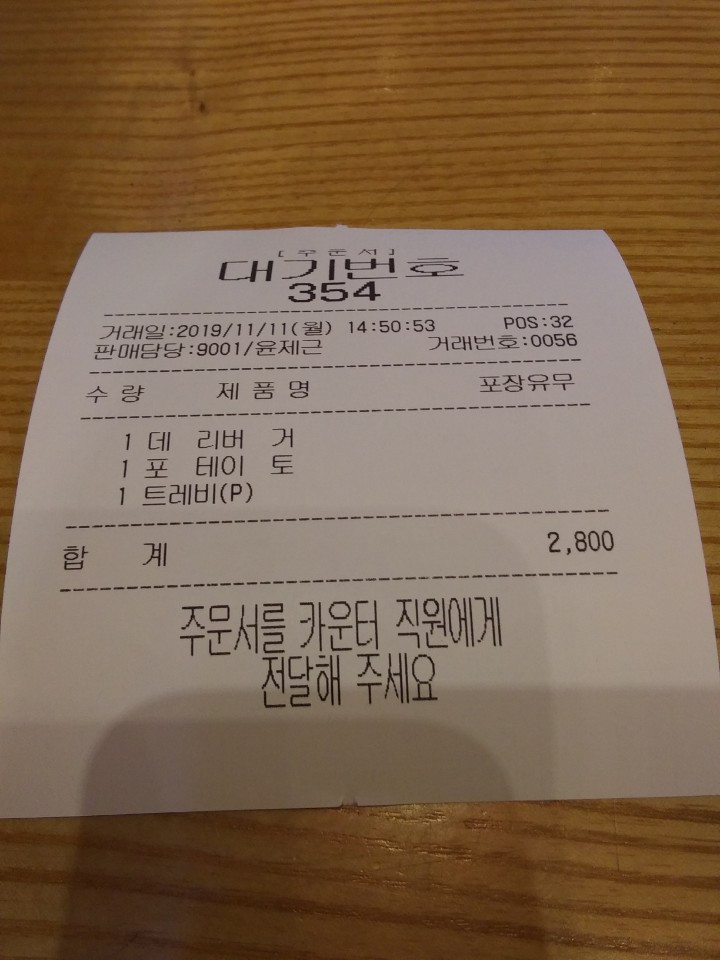 [주문서]
대기번호
354
거래일:2019/11/11(월) 14:50:53 POS:32
판매담당:9001/윤제근 거래번호:0056
수 량 제 품 명 포장유무
1 데 리버 거
1 포 테이 토
1 트레비(P)
합 계 2,800
주문서를 카운터 직원에게
전달해 주세요